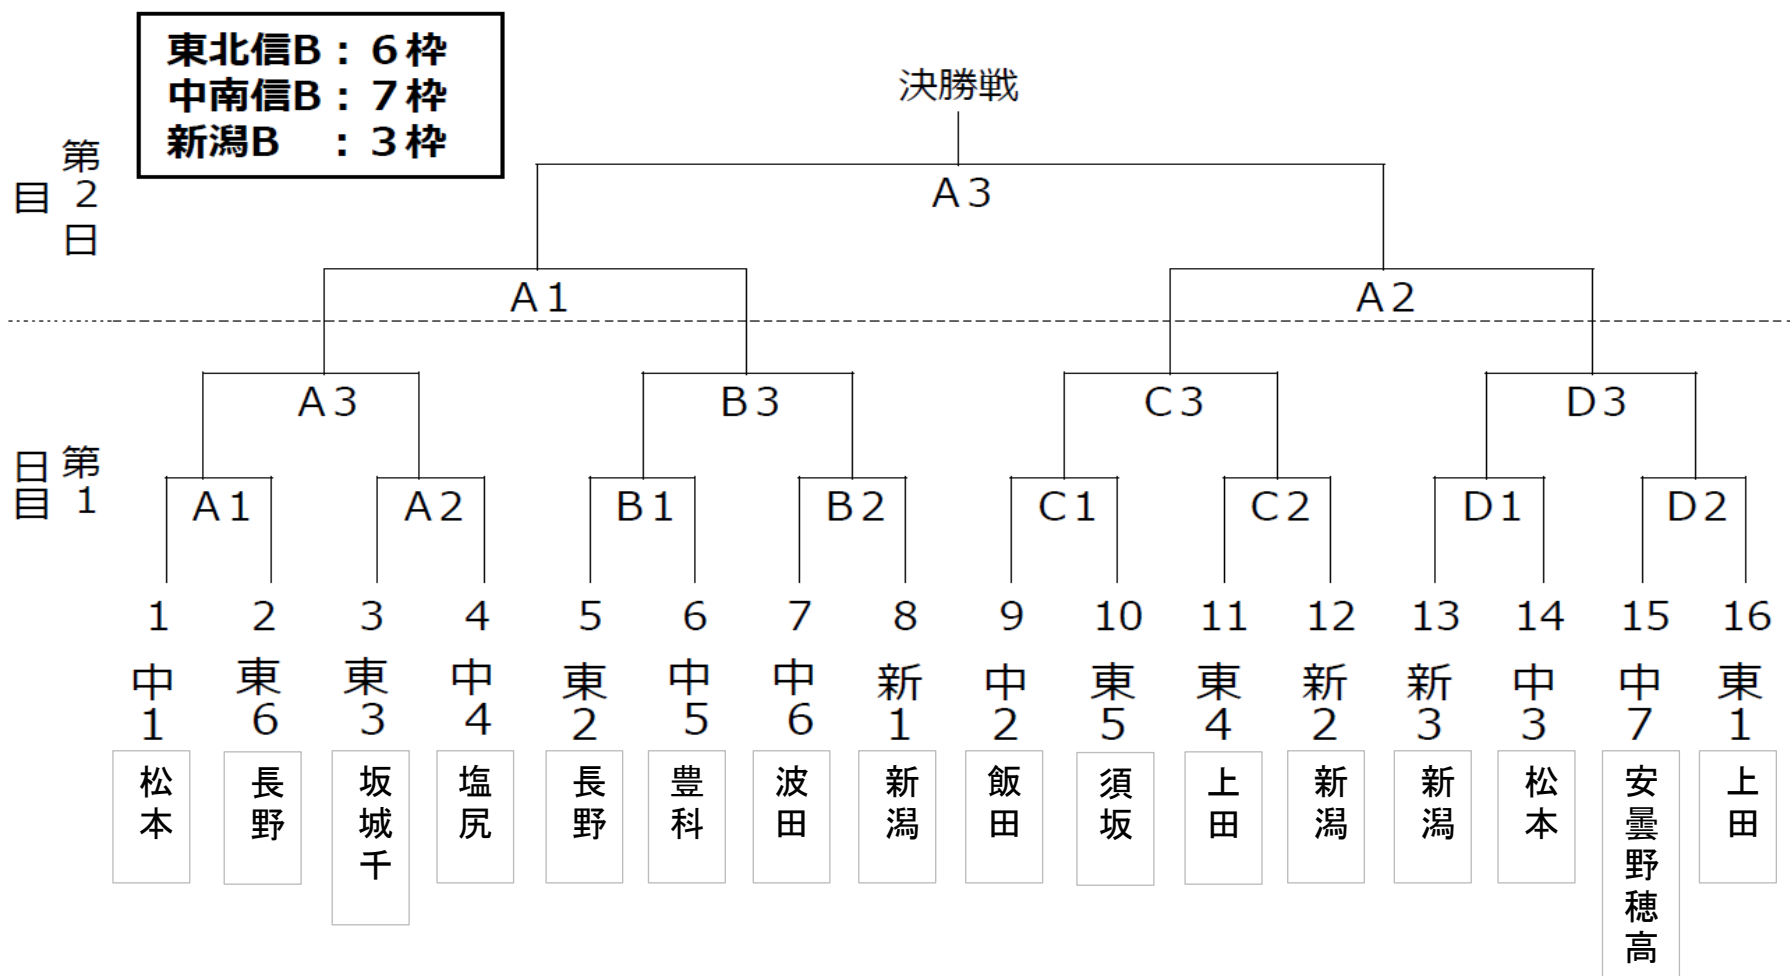 東北信B：６枠
中南信B：７枠
新潟B　：３枠
決勝戦
第２日目
A3
A1
A2
第１日目
A3
B3
C3
D3
A1
A2
B1
B2
C1
C2
D1
D2
1
2
3
4
5
6
7
8
9
10
11
12
13
14
15
16
中1
東6
東3
中4
東2
中5
中6
新1
中2
東5
東4
新2
新3
中3
中7
東1
松本
長野
坂城千
塩尻
長野
豊科
波田
新潟
飯田
須坂
上田
新潟
新潟
松本
安曇野穂高
上田